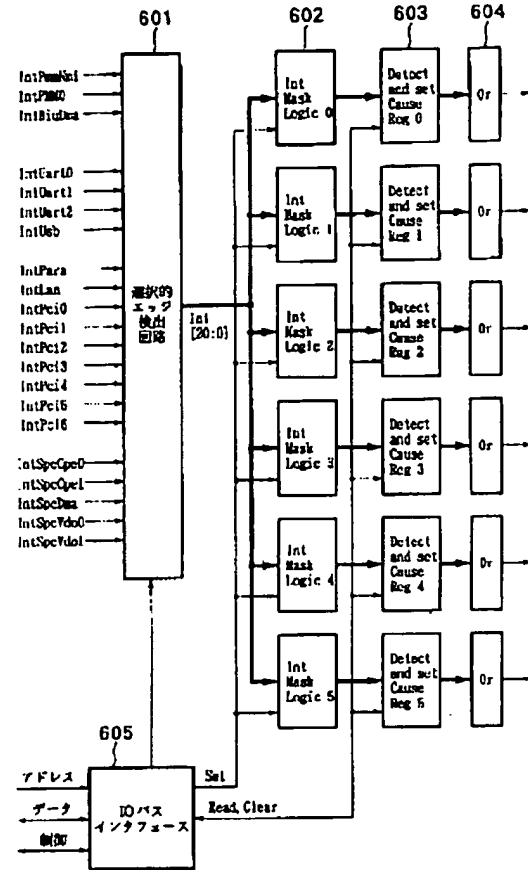 601
602
603
604
IntPMM0
IntUart0
IntUart1
IntUart2
IntUsb
IntPara
IntLan
IntPci0
IntPci1
IntPci2
IntPci3
IntPci4
IntPci5
IntPci6
IntSpcCpe0
IntSpcCpe1
IntSpcDma
IntSpcVdo0
IntSpcVdo1
選択的
エッジ
検出
回路
Int
[20:0]
Int
Mask
Logic 0
Detect
and set
Cause
Reg 0
Or
Int
Mask
Logic 1
Detect
and set
Cause
Reg 1
Or
Int
Mask
Logic 2
Detect
and set
Cause
Reg 2
Or
Int
Mask
Logic 3
Detect
and set
Cause
Reg 3
Or
Int
Mask
Logic 4
Detect
and set
Cause
Reg 4
Or
Int
Mask
Logic 5
Detect
and set
Cause
Reg 5
Or
605
アドレス
データ
制御
IOバス
インタフェース
Set
Read, Clear